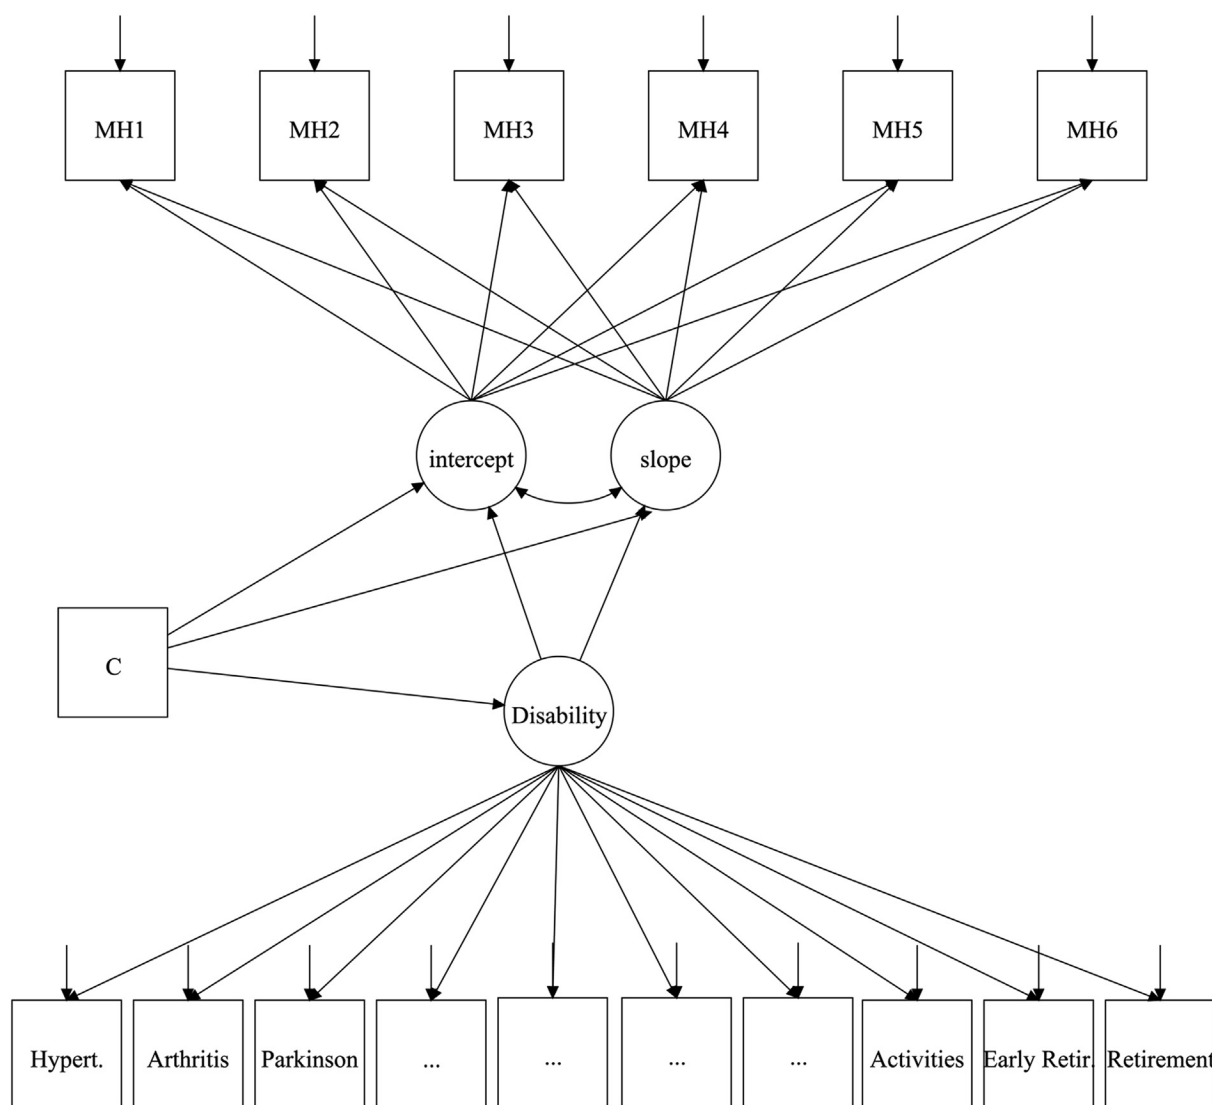 MH1 MH2 MH3 MH4 MH5 MH6
intercept slope
C
Disability
Hypert. Arthritis Parkinson ... ... ... ... Activities Early Retir. Retirement